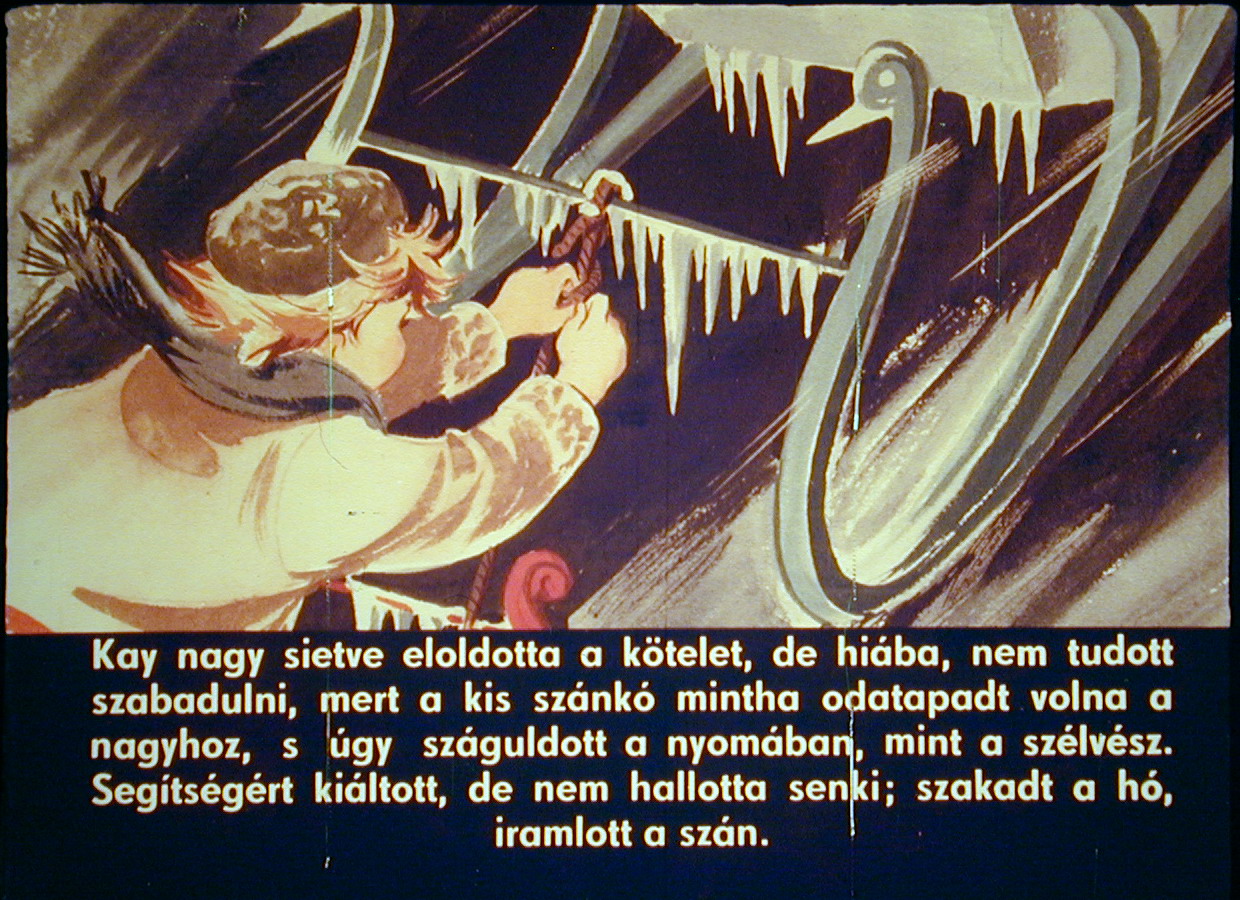 Kay nagy sietve eloldotta a kötelet, de hiába, nem tudott
szabadulni, mert a kis szánkó mintha odatapadt volna a
nagyhoz, s úgy száguldott a nyomában, mint a szélvész.
Segítségért kiáltott, de nem hallotta senki; szakadt a hó,
iramlott a szán.